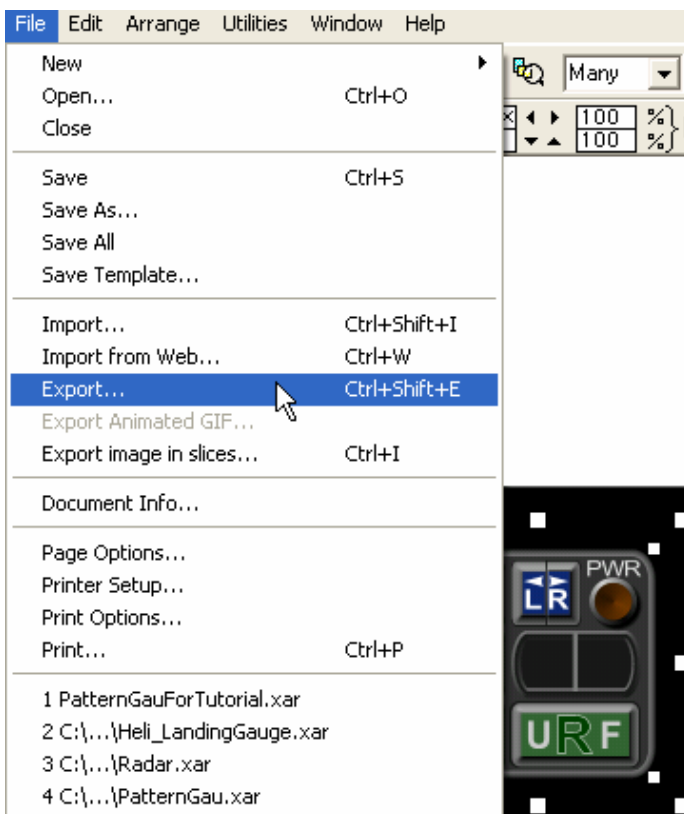 File Edit Arrange Utilities Window Help
New
Many
Open... Ctrl+O
100 %
Close
100 %
Save Ctrl+S
Save As...
Save All
Save Template...
Import... Ctrl+Shift+I
Import from Web... Ctrl+W
Export... Ctrl+Shift+E
Export Animated GIF...
Export image in slices... Ctrl+I
Document Info...
Page Options...
Printer Setup...
Print Options...
Print... Ctrl+P
1 PatternGauForTutorial.xar
2 C:\...\Heli_LandingGauge.xar
3 C:\...\Radar.xar
4 C:\...\PatternGau.xar
PWR
L R
U R F